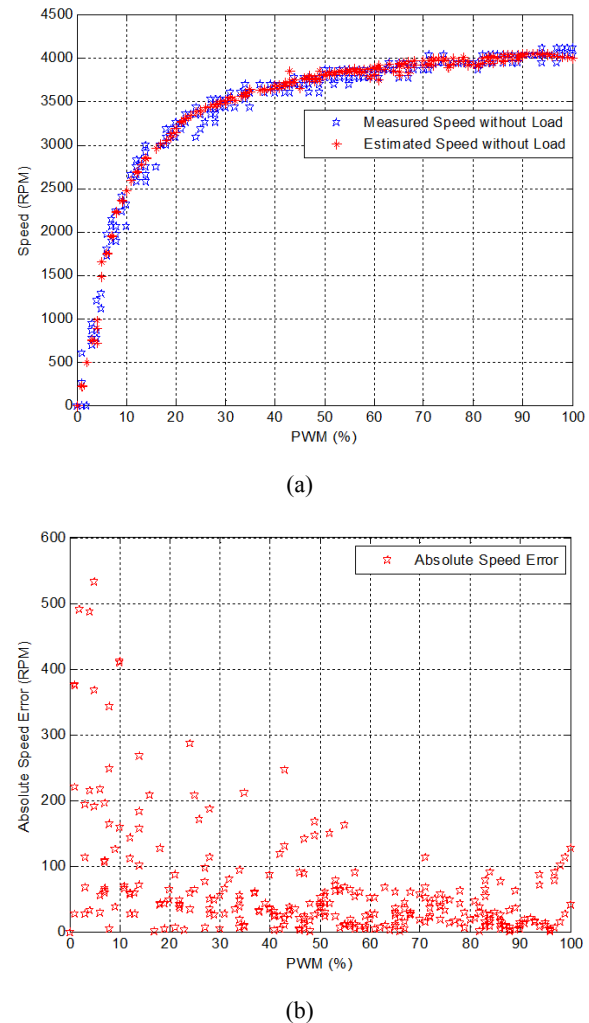 4500
4000
3500
3000
2500
2000
1500
1000
500
0
Speed (RPM)
Measured Speed without Load
Estimated Speed without Load
0 10 20 30 40 50 60 70 80 90 100
PWM (%)
(a)
600
500
400
300
200
100
0
Absolute Speed Error (RPM)
Absolute Speed Error
0 10 20 30 40 50 60 70 80 90 100
PWM (%)
(b)